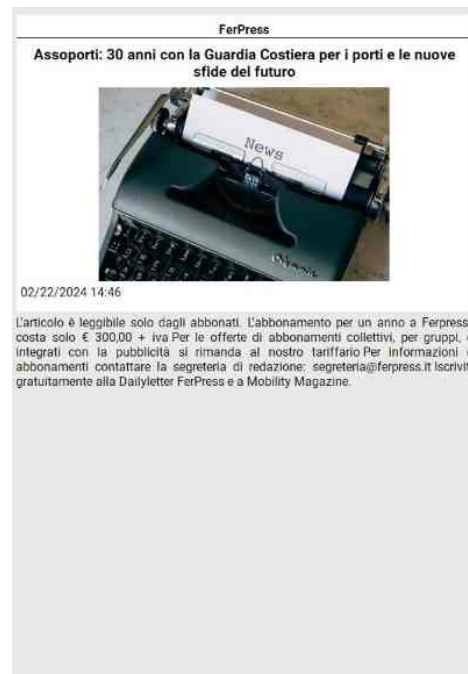 FerPress
Assoporti: 30 anni con la Guardia Costiera per i porti e le nuove
sfide del futuro
News
Olympia
02/22/2024 14:46
L'articolo è leggibile solo dagli abbonati. L'abbonamento per un anno a Ferpress
costa solo € 300,00 + iva Per le offerte di abbonamenti collettivi, per gruppi,
integrati con la pubblicità si rimanda al nostro tariffario Per informazioni
abbonamenti contattare la segreteria di redazione: segreteria@ferpress.it Iscrivit
gratuitamente alla Dailyletter FerPress e a Mobility Magazine.